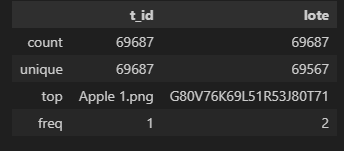 t_id lote
count 69687 69687
unique 69687 69567
top Apple 1.png G80V76K69L51R53J80T71
freq 1 2